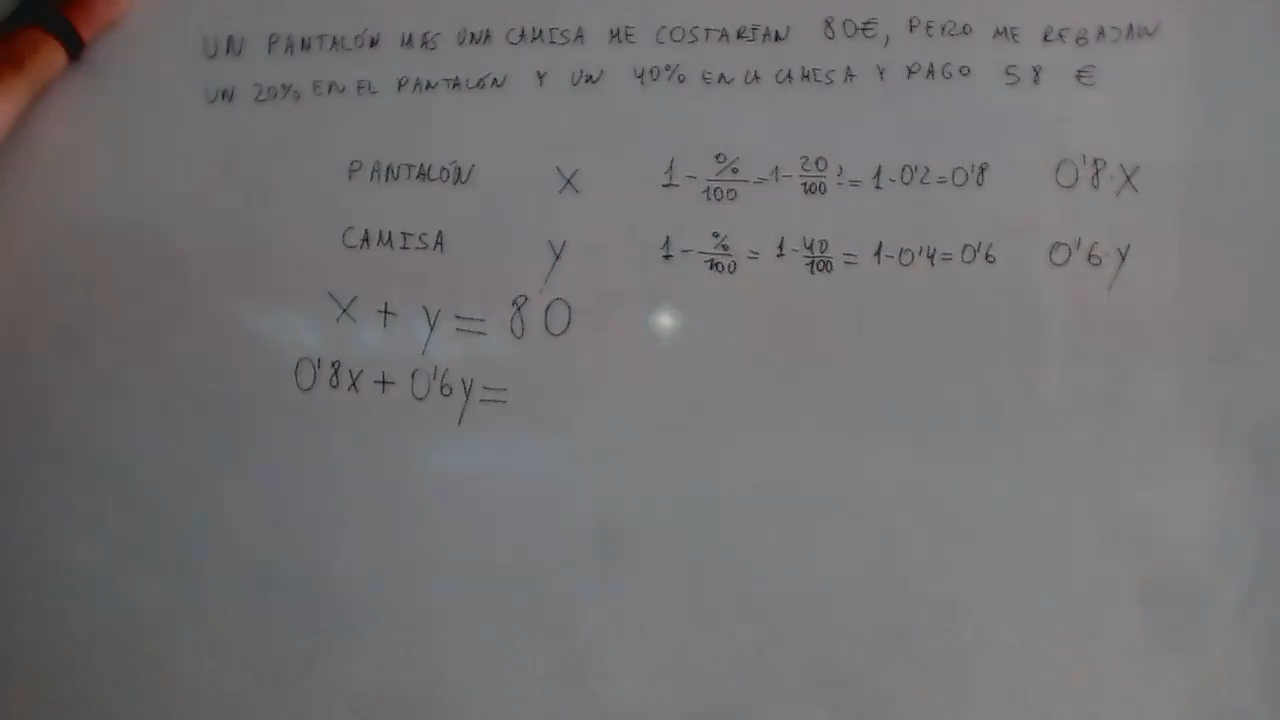 UN PANTALÓN MAS UNA CAMISA ME COSTARÍAN 80€, PERO ME REBAJAN
UN 20% EN EL PANTALÓN Y UN 40% EN LA CAMISA Y PAGO 58 €
PANTALÓN X 1 - %/100 = 1 - 20/100 = 1 - 0'2 = 0'8 0'8·X
CAMISA y 1 - %/100 = 1 - 40/100 = 1 - 0'4 = 0'6 0'6·y
X + y = 80
0'8x + 0'6y =